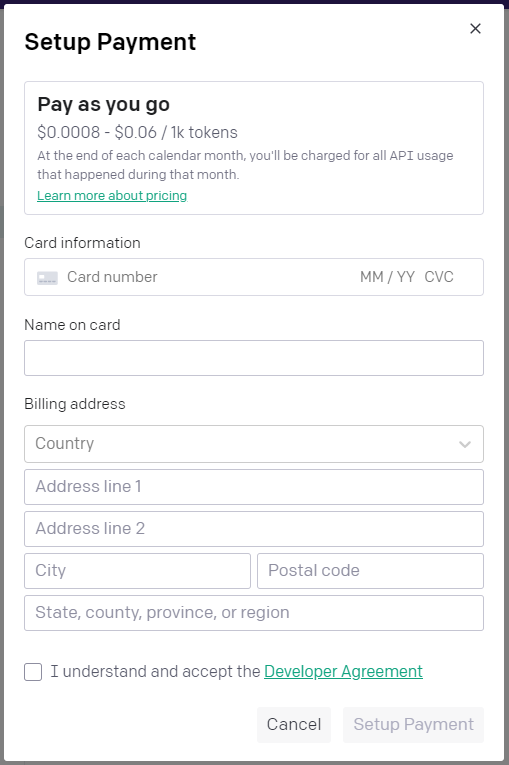 Setup Payment
Pay as you go
$0.0008 - $0.06 / 1k tokens
At the end of each calendar month, you'll be charged for all API usage
that happened during that month.
Learn more about pricing
Card information
Card number MM / YY CVC
Name on card
Billing address
Country
Address line 1
Address line 2
City Postal code
State, county, province, or region
I understand and accept the Developer Agreement
Cancel Setup Payment